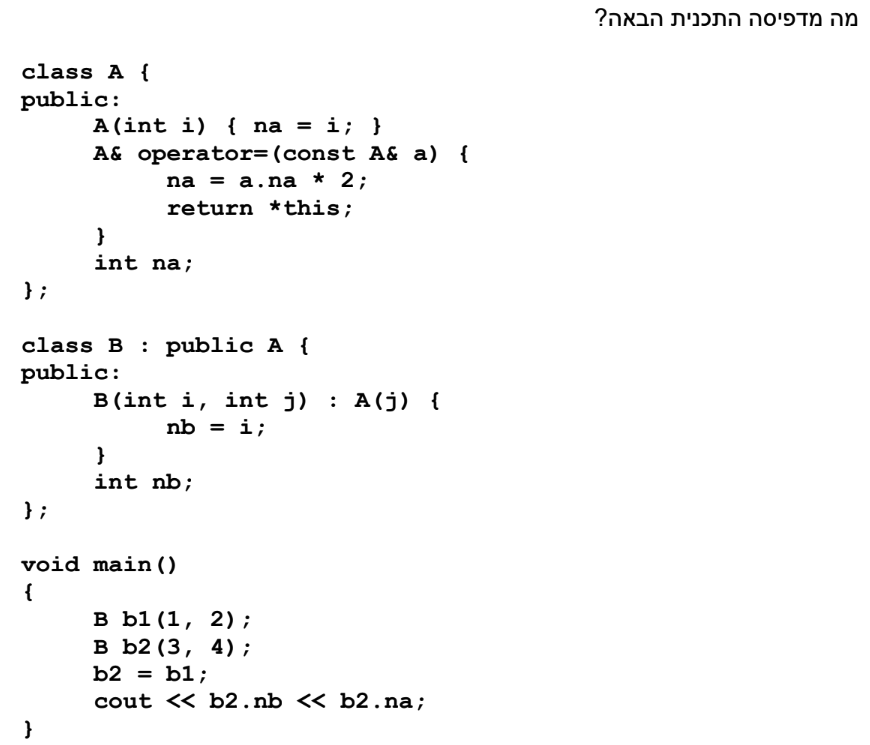 מה מדפיסה התכנית הבאה?
class A {
public:
     A(int i) { na = i; }
     A& operator=(const A& a) {
          na = a.na * 2;
          return *this;
     }
     int na;
};
class B : public A {
public:
     B(int i, int j) : A(j) {
          nb = i;
     }
     int nb;
};
void main()
{
     B b1(1, 2);
     B b2(3, 4);
     b2 = b1;
     cout << b2.nb << b2.na;
}